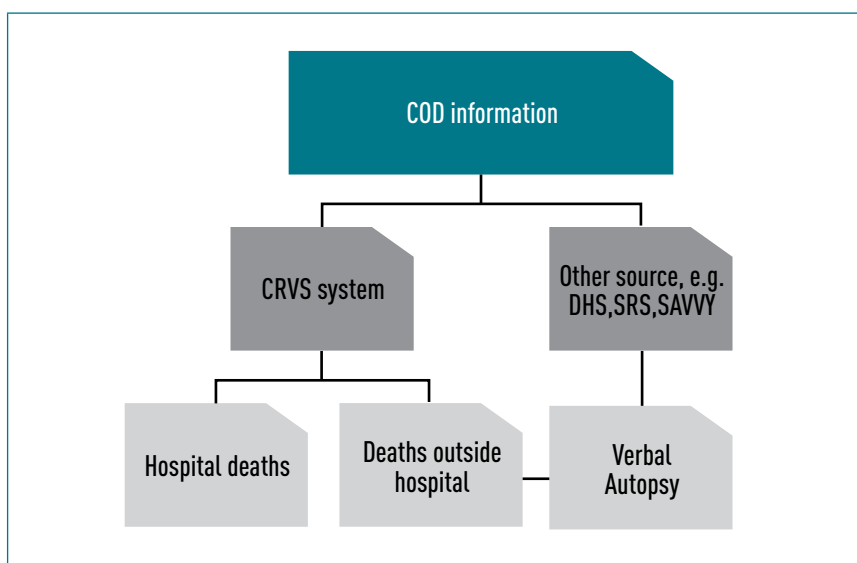 COD information
CRVS system
Other source, e.g.
DHS,SRS,SAVVY
Hospital deaths
Deaths outside
hospital
Verbal
Autopsy